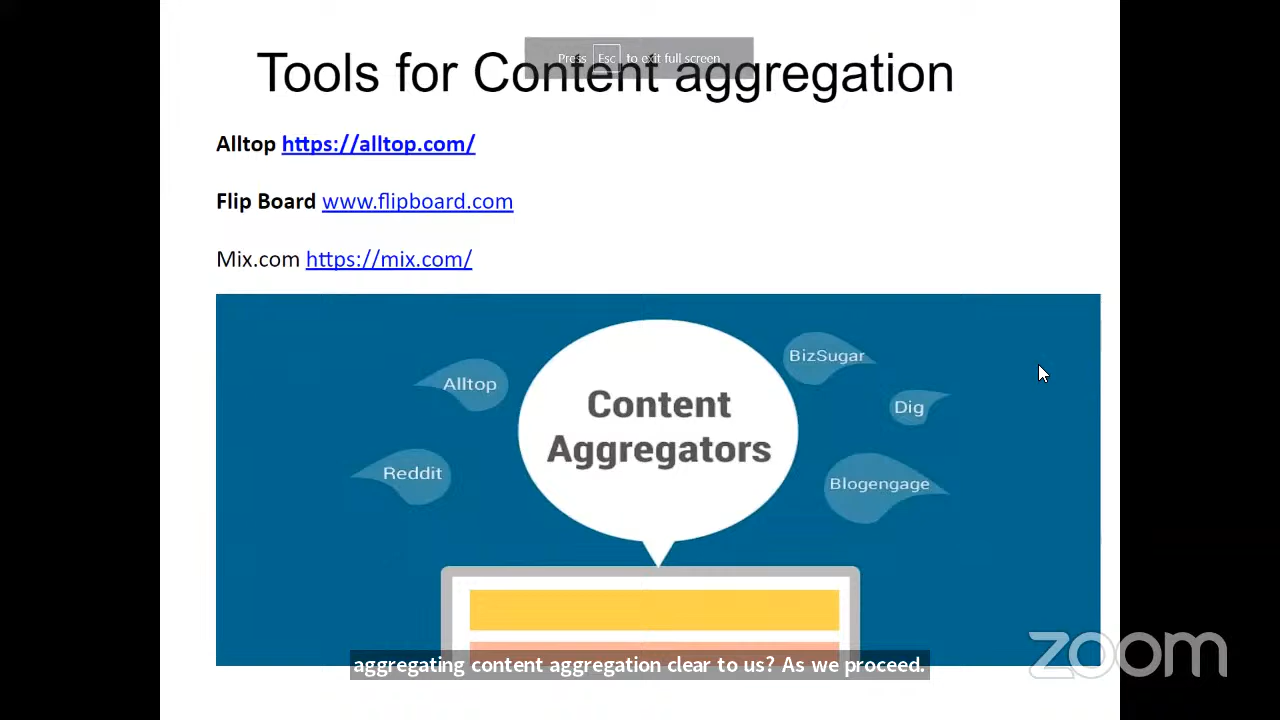 Press Esc to exit full screen
Tools for Content aggregation
Alltop https://alltop.com/
Flip Board www.flipboard.com
Mix.com https://mix.com/
BizSugar
Alltop
Content
Dig
Aggregators
Reddit
Blogengage
zoom
aggregating content aggregation clear to us? As we proceed.